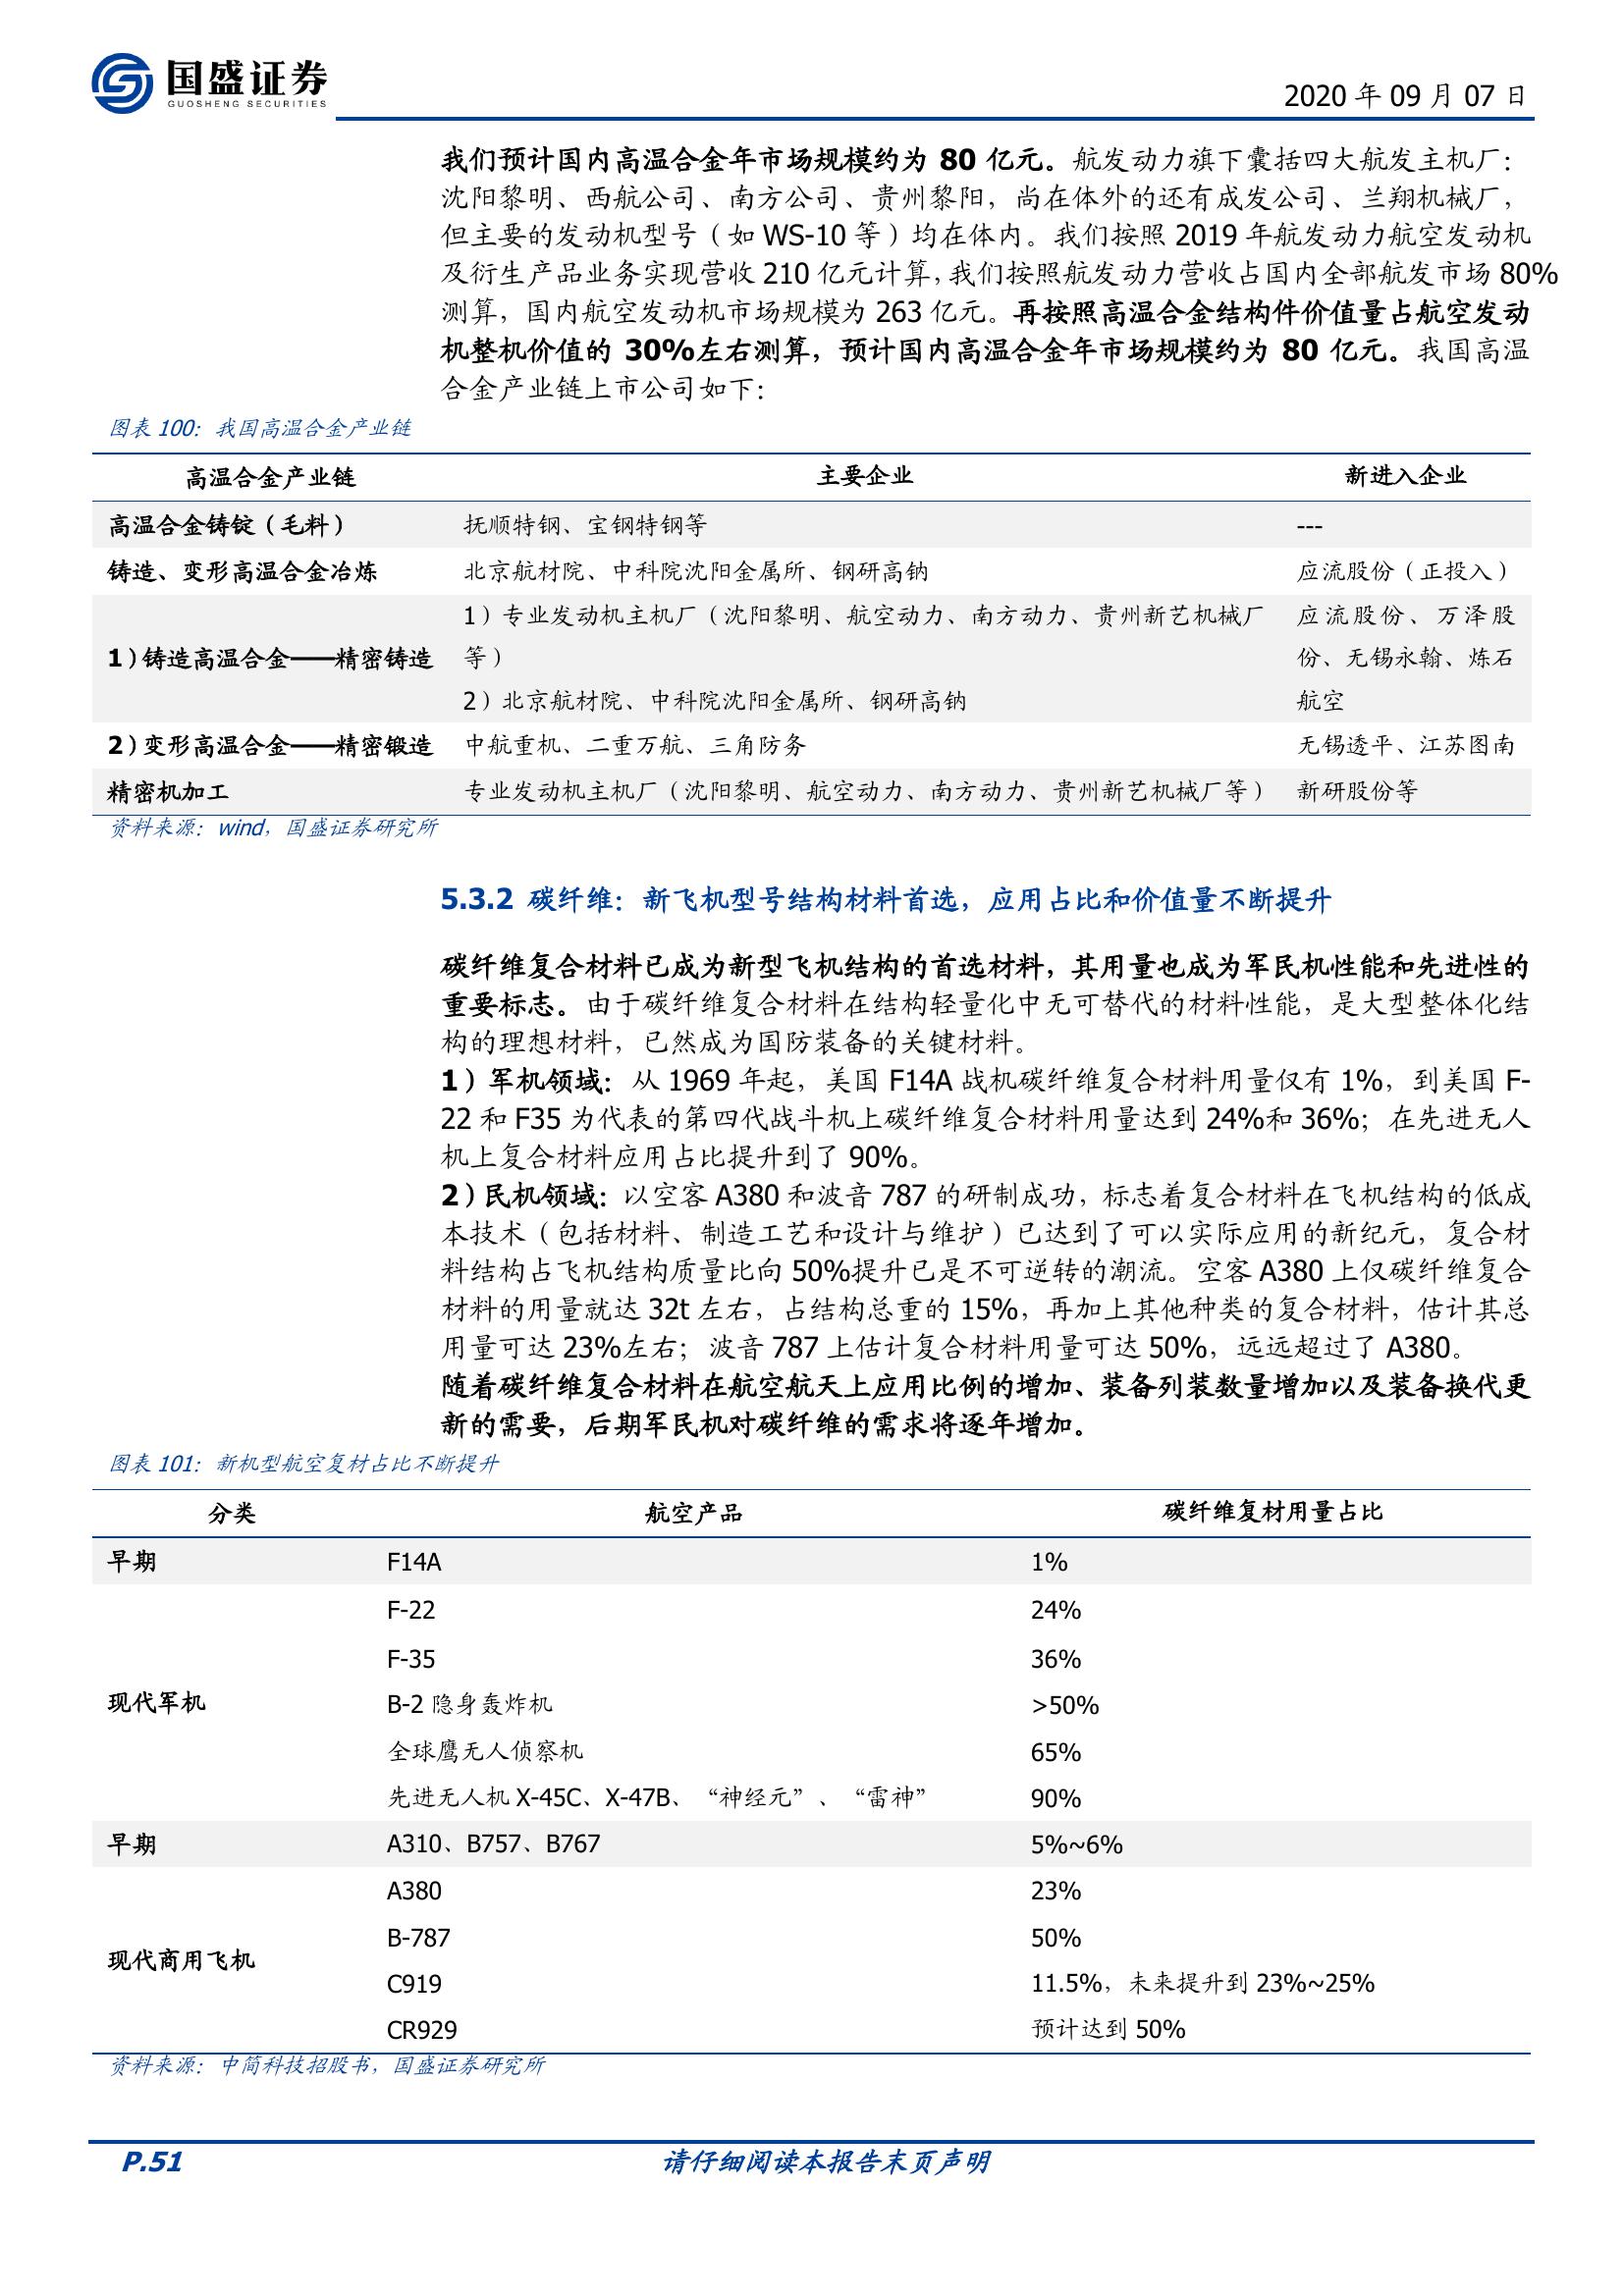 国盛证券
GUOSHENG SECURITIES
2020 年 09 月 07 日
我们预计国内高温合金年市场规模约为 80 亿元。航发动力旗下囊括四大航发主机厂：
沈阳黎明、西航公司、南方公司、贵州黎阳，尚在体外的还有成发公司、兰翔机械厂，
但主要的发动机型号（如 WS-10 等）均在体内。我们按照 2019 年航发动力航空发动机
及衍生产品业务实现营收 210 亿元计算，我们按照航发动力营收占国内全部航发市场 80%
测算，国内航空发动机市场规模为 263 亿元。再按照高温合金结构件价值量占航空发动
机整机价值的 30%左右测算，预计国内高温合金年市场规模约为 80 亿元。我国高温
合金产业链上市公司如下：
图表 100：我国高温合金产业链
高温合金产业链 主要企业 新进入企业
高温合金铸锭（毛料） 抚顺特钢、宝钢特钢等 ---
铸造、变形高温合金冶炼 北京航材院、中科院沈阳金属所、钢研高钠 应流股份（正投入）
1）专业发动机主机厂（沈阳黎明、航空动力、南方动力、贵州新艺机械厂 应流股份、万泽股
1）铸造高温合金——精密铸造 等） 份、无锡永翰、炼石
2）北京航材院、中科院沈阳金属所、钢研高钠 航空
2）变形高温合金——精密锻造 中航重机、二重万航、三角防务 无锡透平、江苏图南
精密机加工 专业发动机主机厂（沈阳黎明、航空动力、南方动力、贵州新艺机械厂等） 新研股份等
资料来源：wind，国盛证券研究所
5.3.2 碳纤维：新飞机型号结构材料首选，应用占比和价值量不断提升
碳纤维复合材料已成为新型飞机结构的首选材料，其用量也成为军民机性能和先进性的
重要标志。由于碳纤维复合材料在结构轻量化中无可替代的材料性能，是大型整体化结
构的理想材料，已然成为国防装备的关键材料。
1）军机领域：从 1969 年起，美国 F14A 战机碳纤维复合材料用量仅有 1%，到美国 F-
22 和 F35 为代表的第四代战斗机上碳纤维复合材料用量达到 24%和 36%；在先进无人
机上复合材料应用占比提升到了 90%。
2）民机领域：以空客 A380 和波音 787 的研制成功，标志着复合材料在飞机结构的低成
本技术（包括材料、制造工艺和设计与维护）已达到了可以实际应用的新纪元，复合材
料结构占飞机结构质量比向 50%提升已是不可逆转的潮流。空客 A380 上仅碳纤维复合
材料的用量就达 32t 左右，占结构总重的 15%，再加上其他种类的复合材料，估计其总
用量可达 23%左右；波音 787 上估计复合材料用量可达 50%，远远超过了 A380。
随着碳纤维复合材料在航空航天上应用比例的增加、装备列装数量增加以及装备换代更
新的需要，后期军民机对碳纤维的需求将逐年增加。
图表 101：新机型航空复材占比不断提升
分类 航空产品 碳纤维复材用量占比
早期 F14A 1%
F-22 24%
F-35 36%
现代军机 B-2 隐身轰炸机 >50%
全球鹰无人侦察机 65%
先进无人机 X-45C、X-47B、“神经元”、“雷神” 90%
早期 A310、B757、B767 5%~6%
A380 23%
B-787 50%
现代商用飞机
C919 11.5%，未来提升到 23%~25%
CR929 预计达到 50%
资料来源：中简科技招股书，国盛证券研究所
P.51 请仔细阅读本报告末页声明